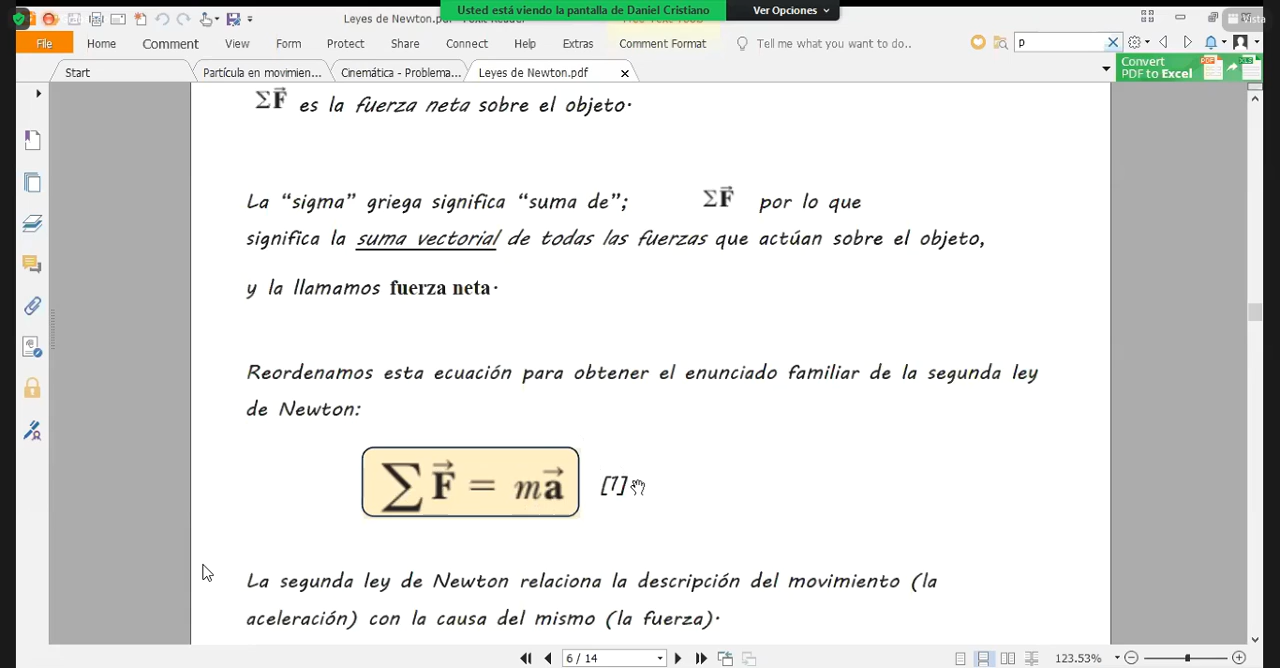 Leyes de Newton.pdf
Usted está viendo la pantalla de Daniel Cristiano
Ver Opciones
Vista
File Home Comment View Form Protect Share Connect Help Extras Comment Format Tell me what you want to do.. p
Start Partícula en movimien... Cinemática - Problema... Leyes de Newton.pdf
Convert
PDF to Excel
ΣF⃗ es la fuerza neta sobre el objeto.
La “sigma” griega significa “suma de”; ΣF⃗ por lo que
significa la suma vectorial de todas las fuerzas que actúan sobre el objeto,
y la llamamos fuerza neta.
Reordenamos esta ecuación para obtener el enunciado familiar de la segunda ley
de Newton:
∑ F⃗ = ma⃗ [1]
La segunda ley de Newton relaciona la descripción del movimiento (la
aceleración) con la causa del mismo (la fuerza).
6 / 14 123.53%